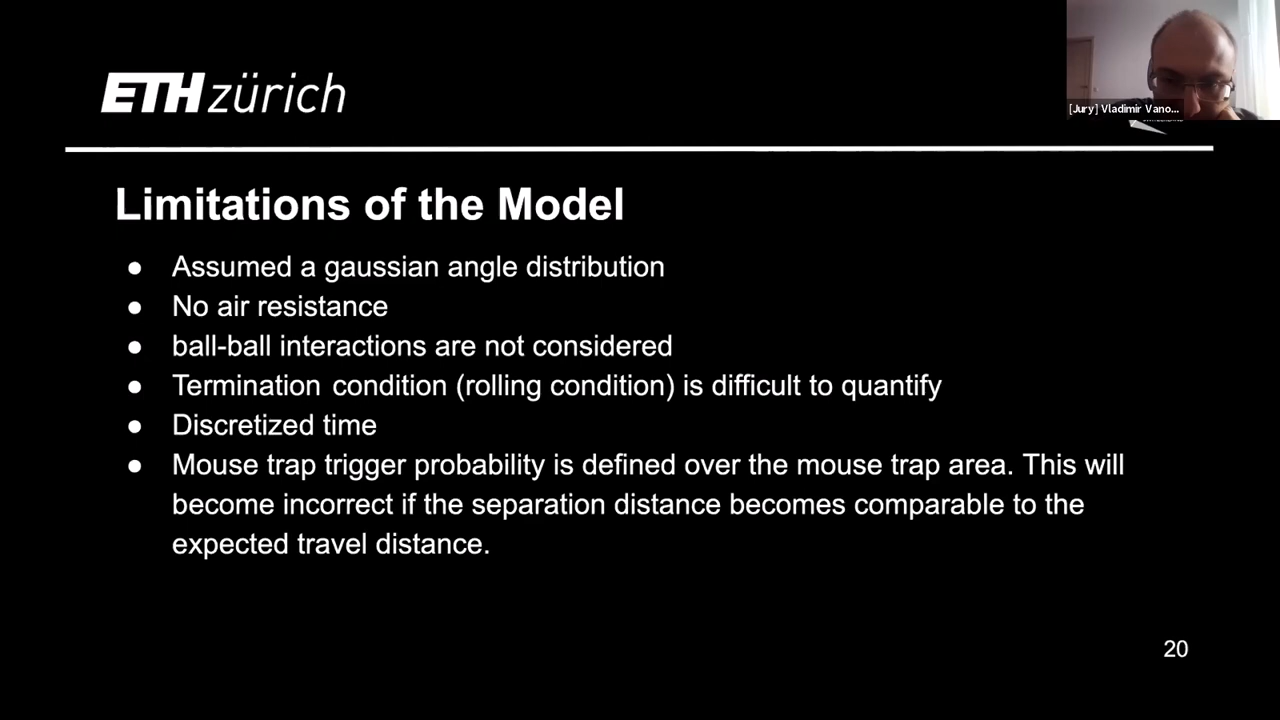 ETH zürich
[Jury] Vladimir Vano...
Limitations of the Model
● Assumed a gaussian angle distribution
● No air resistance
● ball-ball interactions are not considered
● Termination condition (rolling condition) is difficult to quantify
● Discretized time
● Mouse trap trigger probability is defined over the mouse trap area. This will
become incorrect if the separation distance becomes comparable to the
expected travel distance.
20